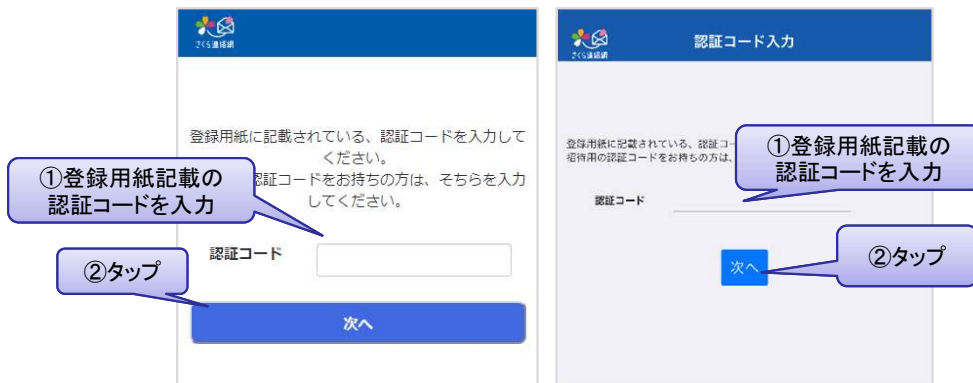 さくら連絡網
登録用紙に記載されている、認証コードを入力して
ください。
認証コードをお持ちの方は、そちらを入力
してください。
①登録用紙記載の
認証コードを入力
認証コード
②タップ
次へ
さくら連絡網
認証コード入力
登録用紙に記載されている、認証コー
招待用の認証コードをお持ちの方は、
①登録用紙記載の
認証コードを入力
認証コード
②タップ
次へ